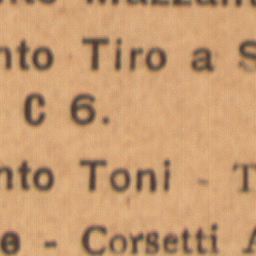 nto Tiro a S
C 6.
nto Toni - T
e - Corsetti A